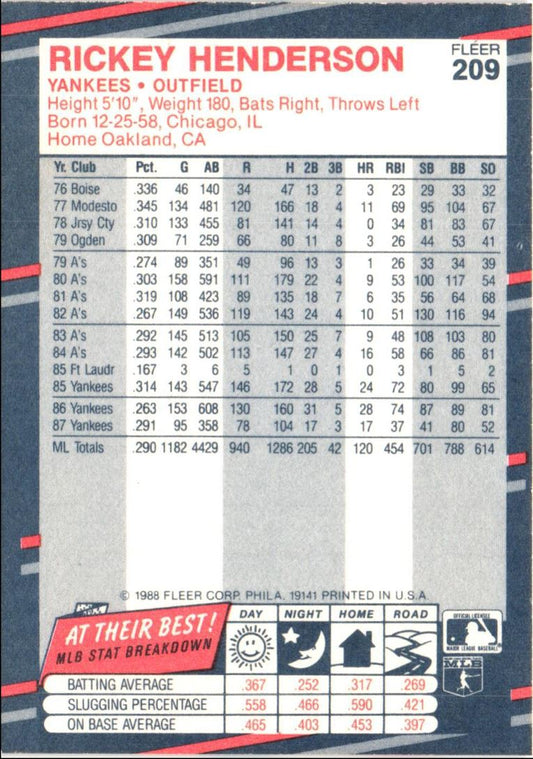 RICKEY HENDERSON
FLEER
209
YANKEES • OUTFIELD
Height 5'10", Weight 180, Bats Right, Throws Left
Born 12-25-58, Chicago, IL
Home Oakland, CA
Yr. Club Pct. G AB R H 2B 3B HR RBI SB BB SO
76 Boise .336 46 140 34 47 13 2 3 23 29 33 32
77 Modesto .345 134 481 120 166 18 4 11 69 95 104 67
78 Jrsy Cty .310 133 455 81 141 14 4 0 34 81 83 67
79 Ogden .309 71 259 66 80 11 8 3 26 44 53 41
79 A's .274 89 351 49 96 13 3 1 26 33 34 39
80 A's .303 158 591 111 179 22 4 9 53 100 117 54
81 A's .319 108 423 89 135 18 7 6 35 56 64 68
82 A's .267 149 536 119 143 24 4 10 51 130 116 94
83 A's .292 145 513 105 150 25 7 9 48 108 103 80
84 A's .293 142 502 113 147 27 4 16 58 66 86 81
85 Ft Laudr .167 3 6 5 1 0 1 0 3 1 5 2
85 Yankees .314 143 547 146 172 28 5 24 72 80 99 65
86 Yankees .263 153 608 130 160 31 5 28 74 87 89 81
87 Yankees .291 95 358 78 104 17 3 17 37 41 80 52
ML Totals .290 1182 4429 940 1286 205 42 120 454 701 788 614
© 1988 FLEER CORP. PHILA. 19141 PRINTED IN U.S.A.
AT THEIR BEST!
MLB STAT BREAKDOWN
DAY NIGHT HOME ROAD
BATTING AVERAGE .367 .252 .317 .269
SLUGGING PERCENTAGE .558 .466 .590 .421
ON BASE AVERAGE .465 .403 .453 .397
OFFICIAL LICENSEE
MAJOR LEAGUE BASEBALL
MLB